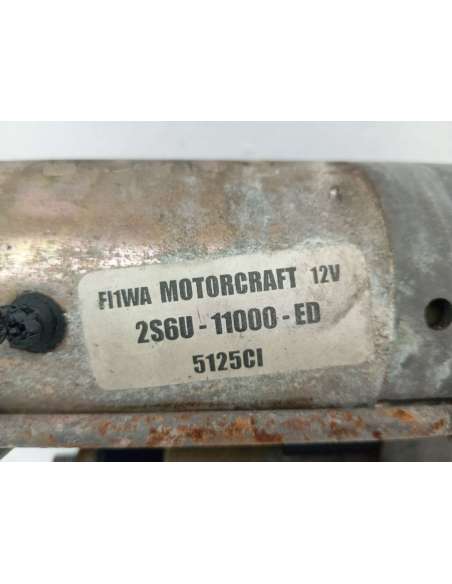 FI1WA MOTORCRAFT 12V
2S6U - 11000 - ED
5125CI